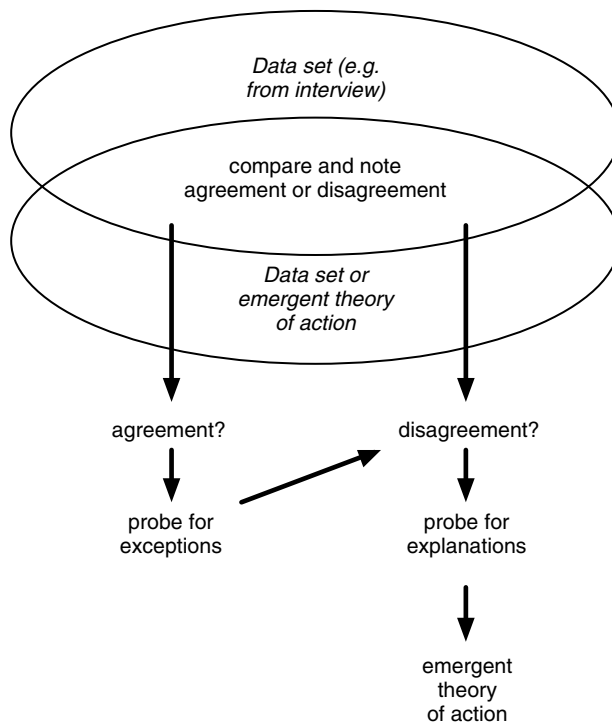 Data set (e.g.
from interview)
compare and note
agreement or disagreement
Data set or
emergent theory
of action
agreement?
disagreement?
probe for
exceptions
probe for
explanations
emergent
theory
of action